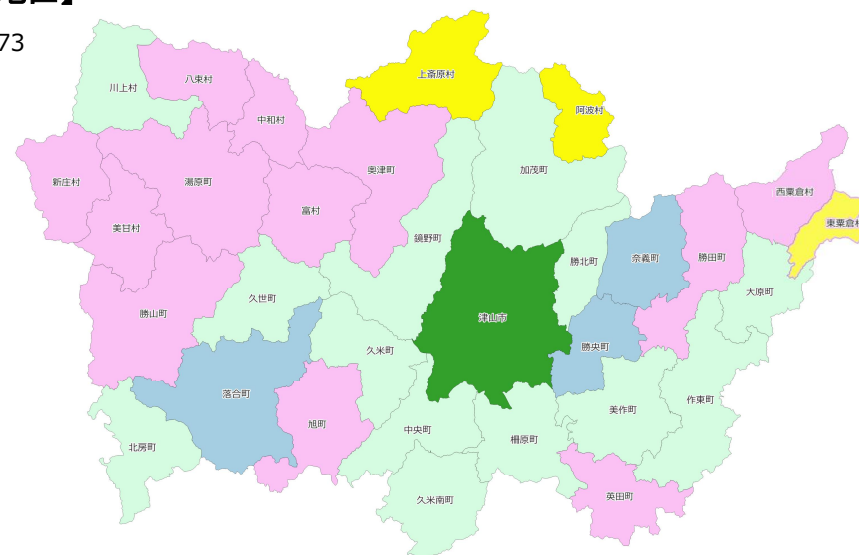 73
上斎原村
八束村
川上村
阿波村
中和村
奥津町
加茂町
新庄村
湯原町
西粟倉村
富村
東粟倉村
美甘村
鏡野町
勝北町
奈義町
勝田町
大原町
久世町
勝山町
津山市
勝央町
久米町
落合町
作東町
美作町
旭町
中央町
柵原町
北房町
久米南町
英田町